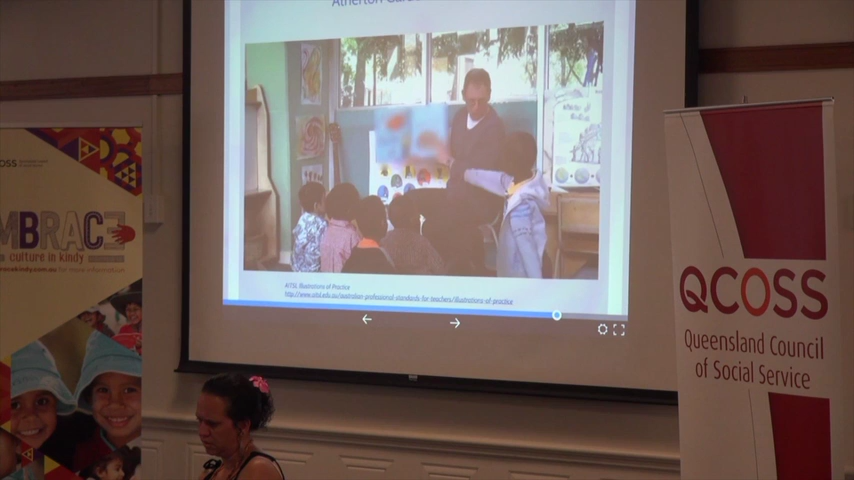 OSS
MBRACE
culture in kindy
Atherton
AITSL Illustrations of Practice
http://www.aitsl.edu.au/australian-professional-standards-for-teachers/illustrations-of-practice
QCOSS
Queensland Council
of Social Service